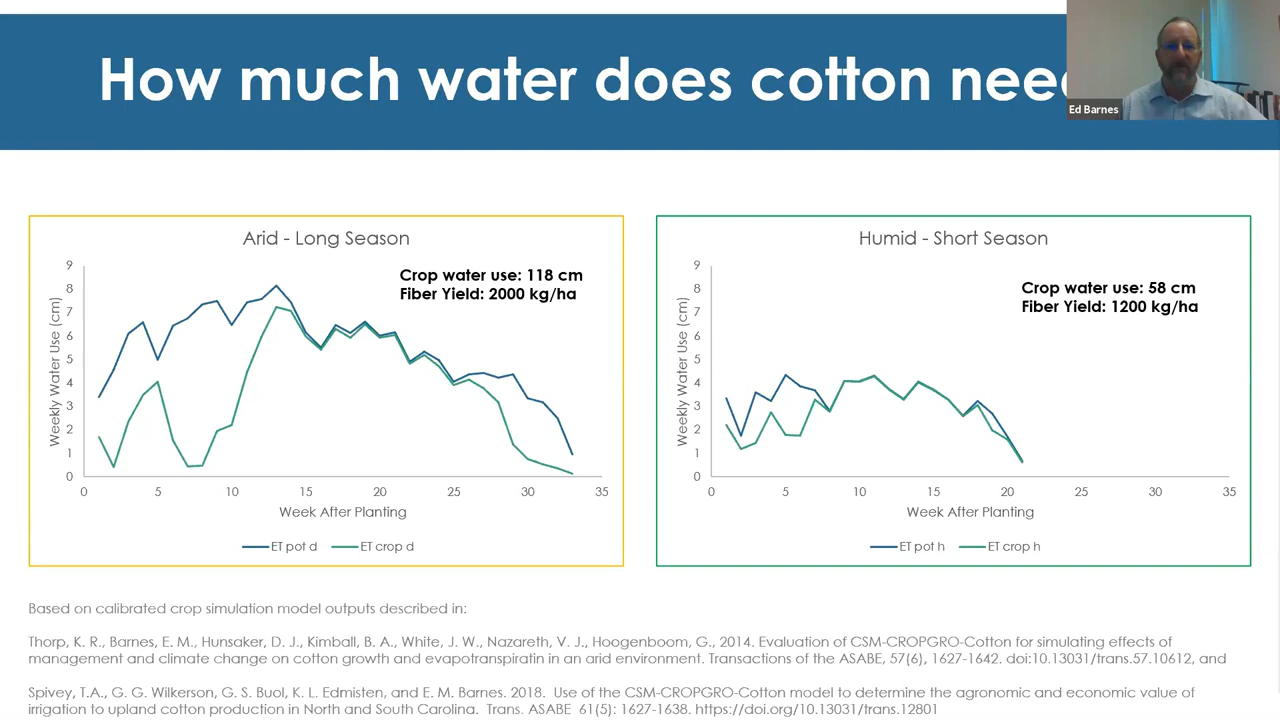 How much water does cotton nee
Ed Barnes
Arid - Long Season
Crop water use: 118 cm
Fiber Yield: 2000 kg/ha
Weekly Water Use (cm)
9
8
7
6
5
4
3
2
1
0
0 5 10 15 20 25 30 35
Week After Planting
ET pot d ET crop d
Humid - Short Season
Crop water use: 58 cm
Fiber Yield: 1200 kg/ha
Weekly Water Use (cm)
9
8
7
6
5
4
3
2
1
0
0 5 10 15 20 25 30 35
Week After Planting
ET pot h ET crop h
Based on calibrated crop simulation model outputs described in:
Thorp, K. R., Barnes, E. M., Hunsaker, D. J., Kimball, B. A., White, J. W., Nazareth, V. J., Hoogenboom, G., 2014. Evaluation of CSM-CROPGRO-Cotton for simulating effects of
management and climate change on cotton growth and evapotranspiratin in an arid environment. Transactions of the ASABE, 57(6), 1627-1642. doi:10.13031/trans.57.10612, and
Spivey, T.A., G. G. Wilkerson, G. S. Buol, K. L. Edmisten, and E. M. Barnes. 2018. Use of the CSM-CROPGRO-Cotton model to determine the agronomic and economic value of
irrigation to upland cotton production in North and South Carolina. Trans. ASABE 61(5): 1627-1638. https://doi.org/10.13031/trans.12801